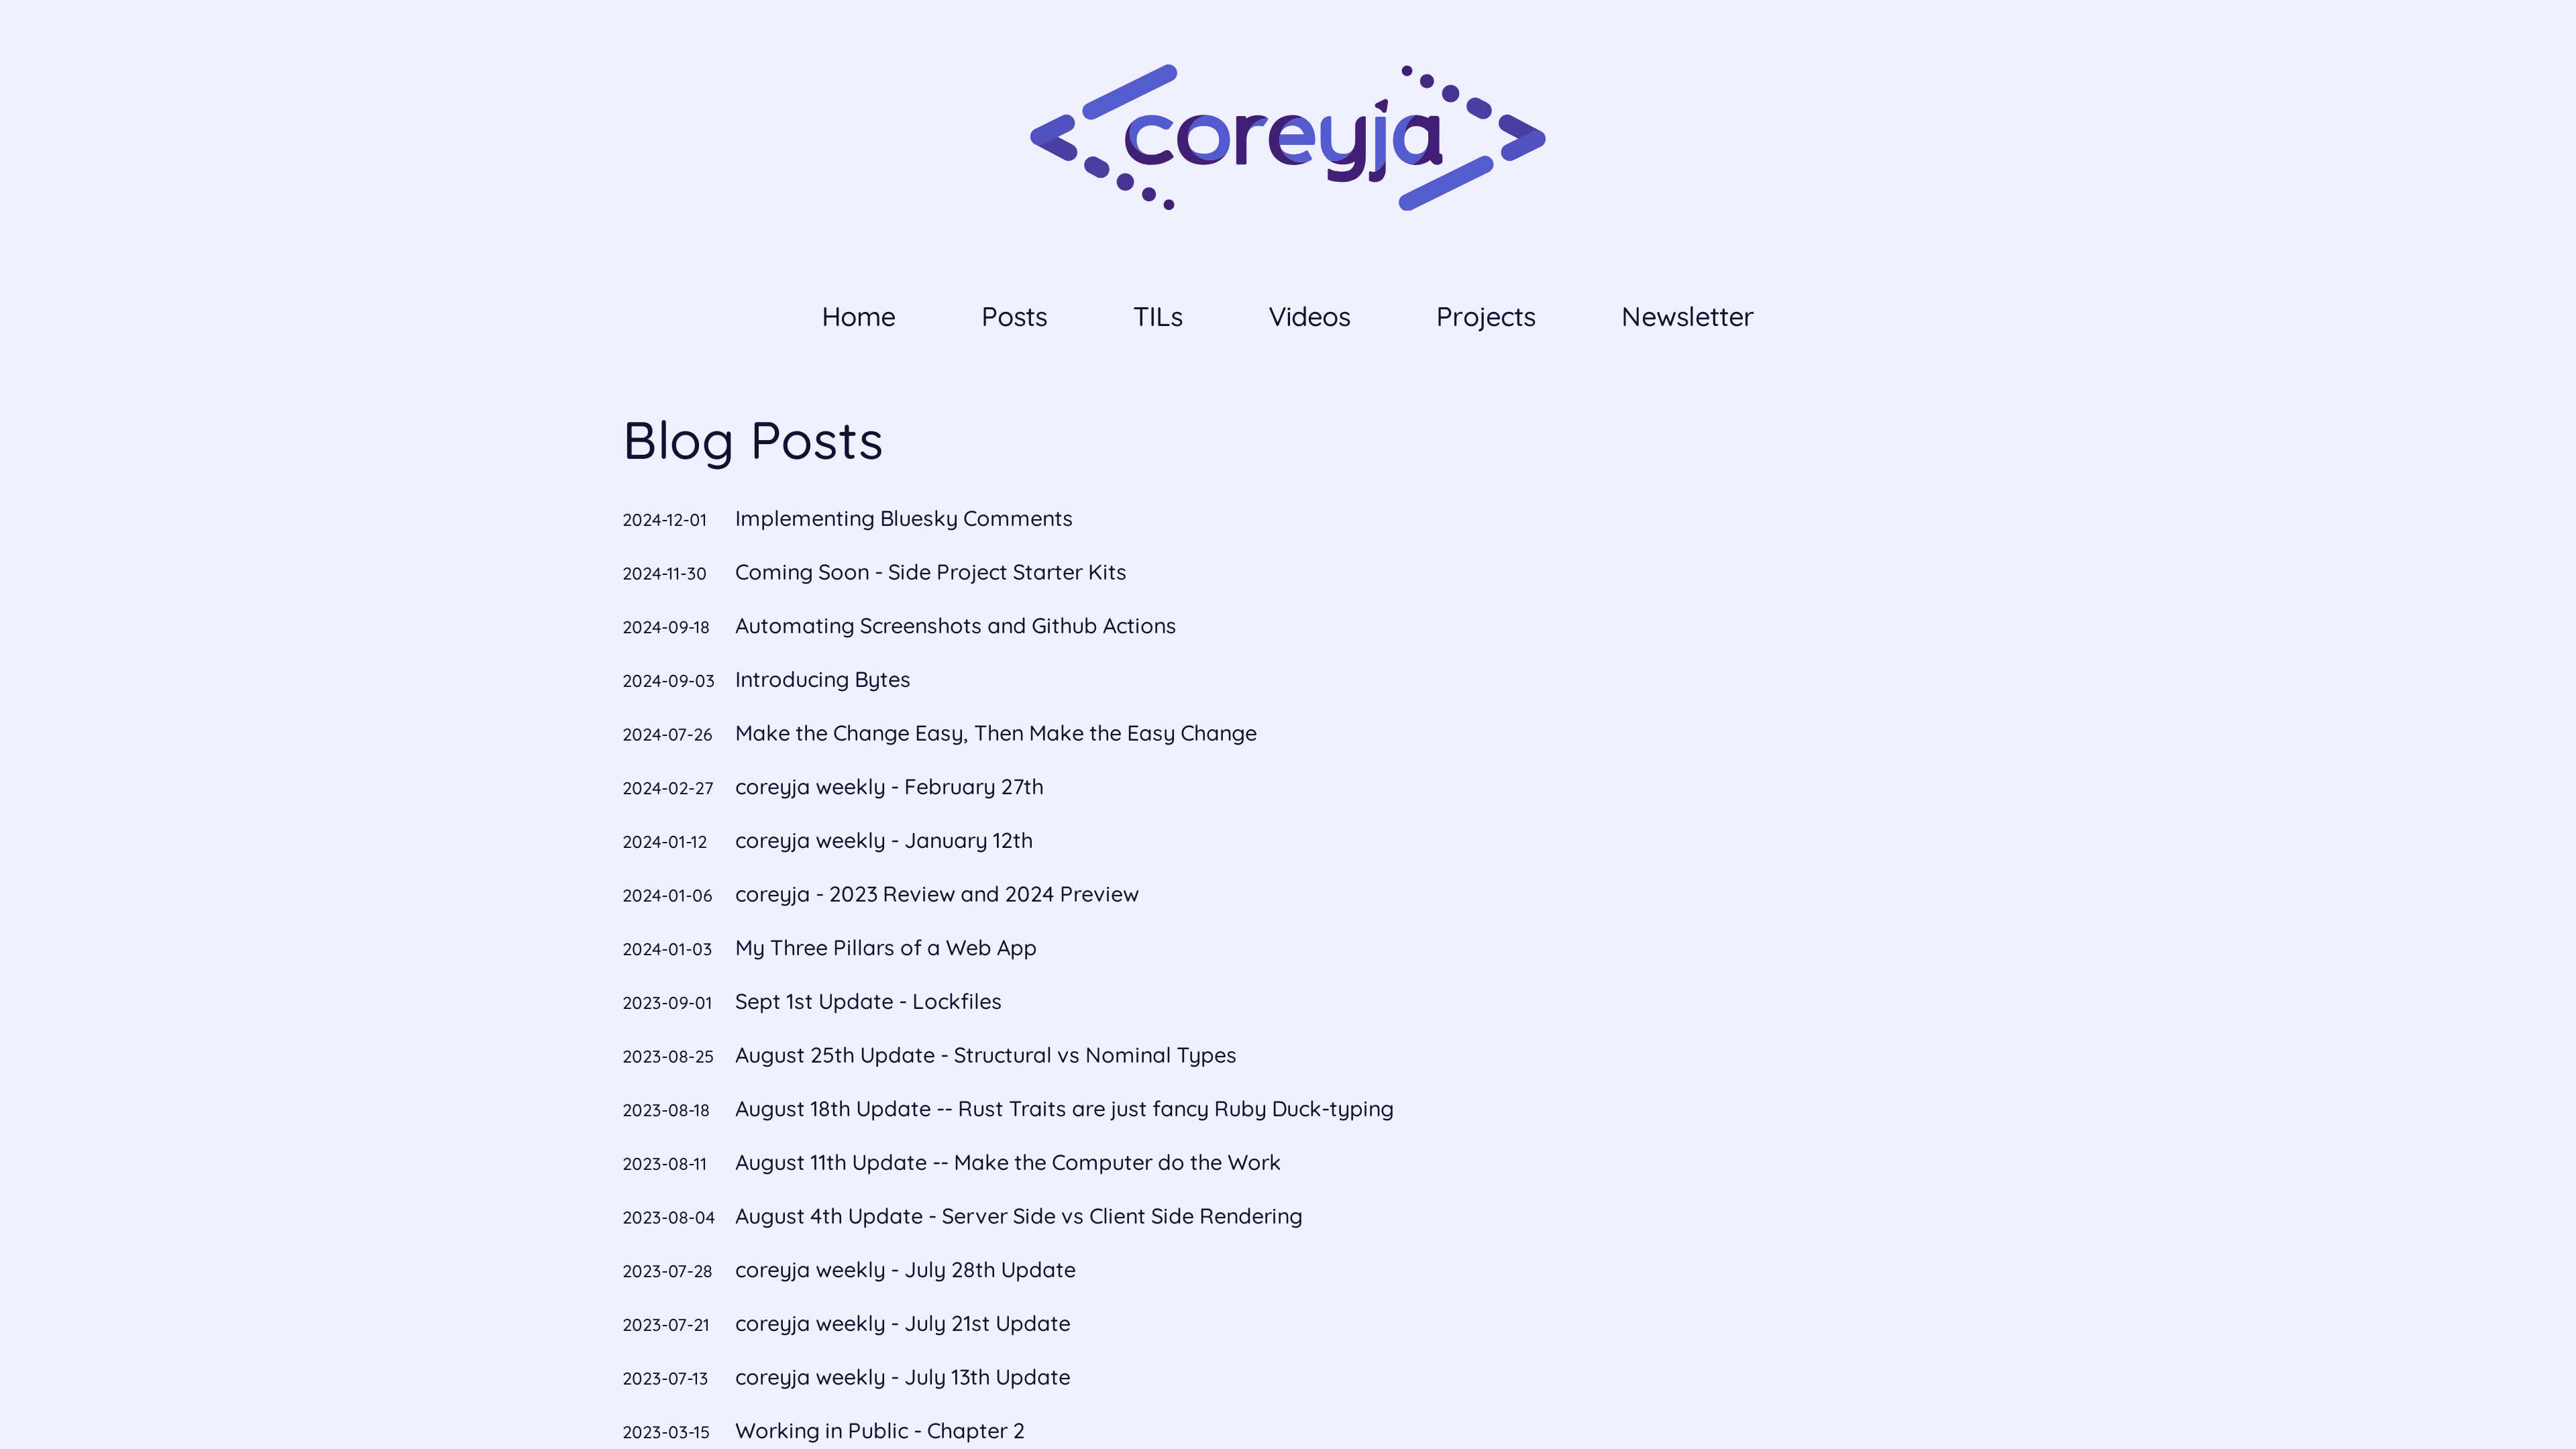 coreyja
Home Posts TILs Videos Projects Newsletter
Blog Posts
2024-12-01 Implementing Bluesky Comments
2024-11-30 Coming Soon - Side Project Starter Kits
2024-09-18 Automating Screenshots and Github Actions
2024-09-03 Introducing Bytes
2024-07-26 Make the Change Easy, Then Make the Easy Change
2024-02-27 coreyja weekly - February 27th
2024-01-12 coreyja weekly - January 12th
2024-01-06 coreyja - 2023 Review and 2024 Preview
2024-01-03 My Three Pillars of a Web App
2023-09-01 Sept 1st Update - Lockfiles
2023-08-25 August 25th Update - Structural vs Nominal Types
2023-08-18 August 18th Update -- Rust Traits are just fancy Ruby Duck-typing
2023-08-11 August 11th Update -- Make the Computer do the Work
2023-08-04 August 4th Update - Server Side vs Client Side Rendering
2023-07-28 coreyja weekly - July 28th Update
2023-07-21 coreyja weekly - July 21st Update
2023-07-13 coreyja weekly - July 13th Update
2023-03-15 Working in Public - Chapter 2